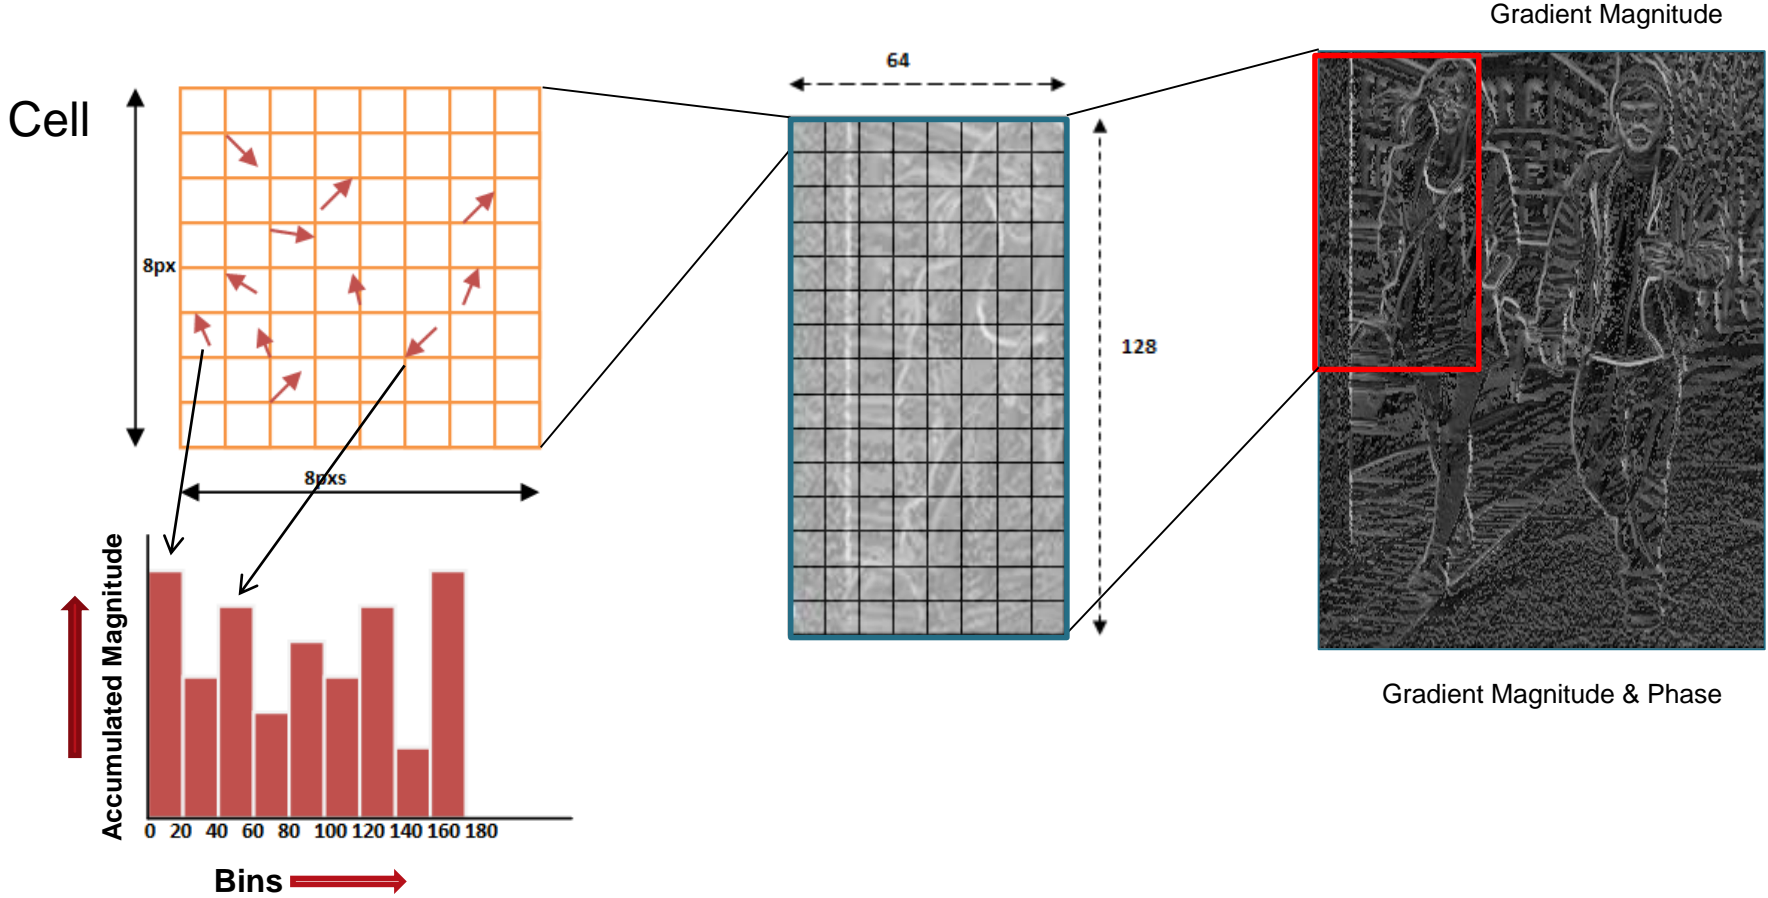 Gradient Magnitude
64
Cell
8px
128
8pxs
Accumulated Magnitude
0 20 40 60 80 100 120 140 160 180
Bins
Gradient Magnitude & Phase